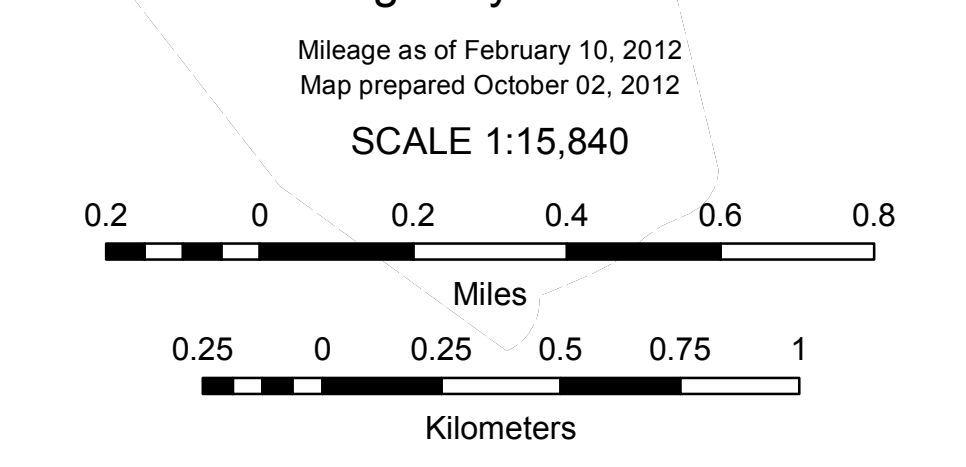 Mileage as of February 10, 2012
Map prepared October 02, 2012
SCALE 1:15,840
0.2 0 0.2 0.4 0.6 0.8
Miles
0.25 0 0.25 0.5 0.75 1
Kilometers